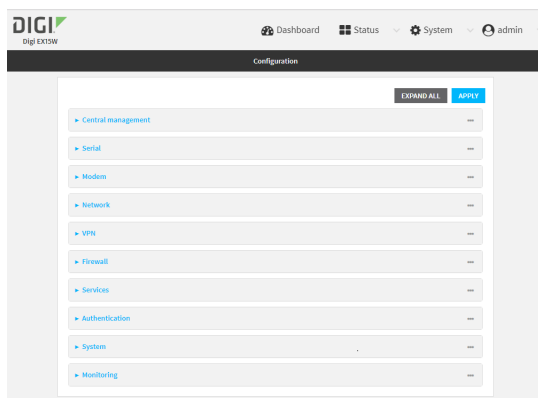 DIGI
Dashboard Status System admin
Digi EX15W
Configuration
EXPAND ALL APPLY
Central management
Serial
Modem
Network
VPN
Firewall
Services
Authentication
System
Monitoring